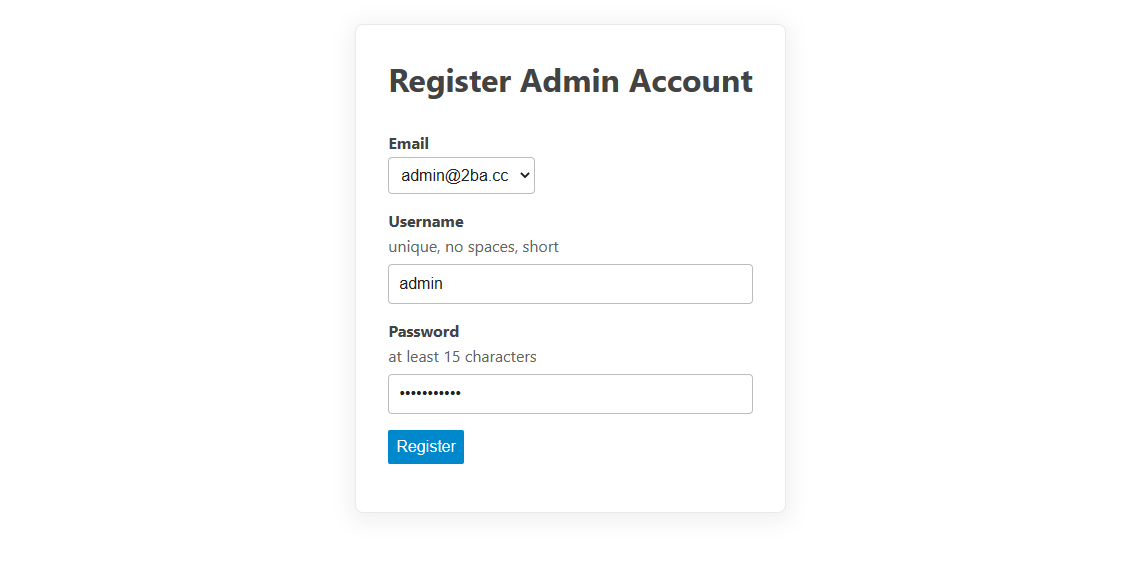 Register Admin Account
Email
admin@2ba.cc
Username
unique, no spaces, short
admin
Password
at least 15 characters
•••••••••••
Register